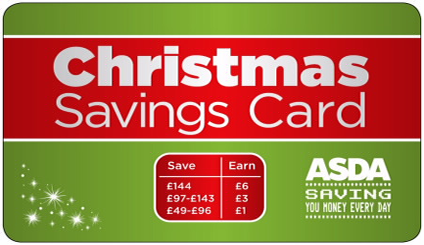 Christmas
Savings Card
Save Earn
£144 £6
£97-£143 £3
£49-£96 £1
ASDA
SAVING
YOU MONEY EVERY DAY